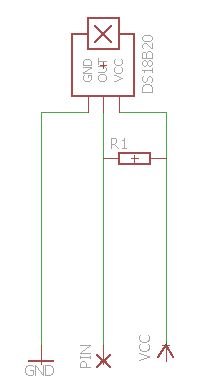 GND
OUT
VCC
DS18B20
R1
GND
PIN
VCC